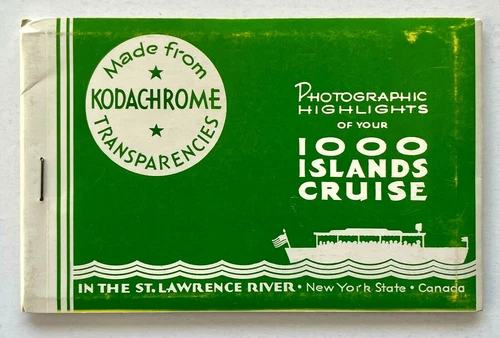 Made from
KODACHROME
TRANSPARENCIES
PHOTOGRAPHIC
HIGHLIGHTS
OF YOUR
1000
ISLANDS
CRUISE
IN THE ST. LAWRENCE RIVER • New York State • Canada